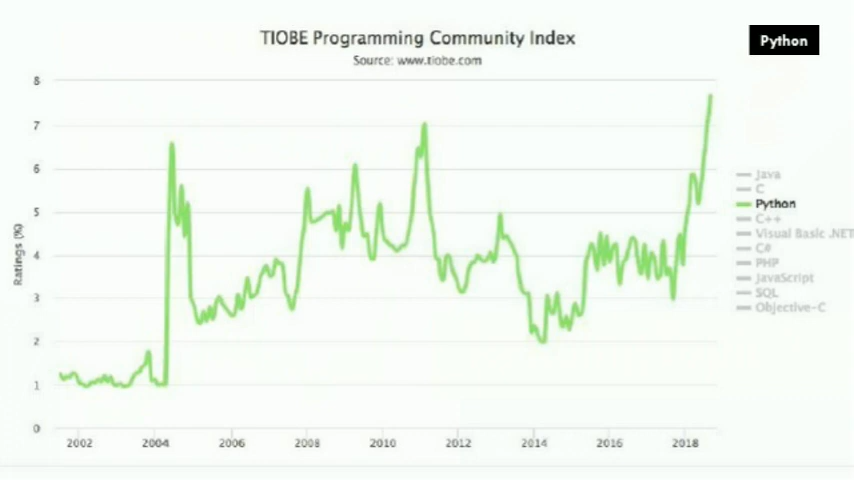 TIOBE Programming Community Index
Source: www.tiobe.com
Python
Ratings (%)
8
7
6
5
4
3
2
1
0
2002 2004 2006 2008 2010 2012 2014 2016 2018
Java
C
Python
C++
Visual Basic .NET
C#
PHP
JavaScript
SQL
Objective-C